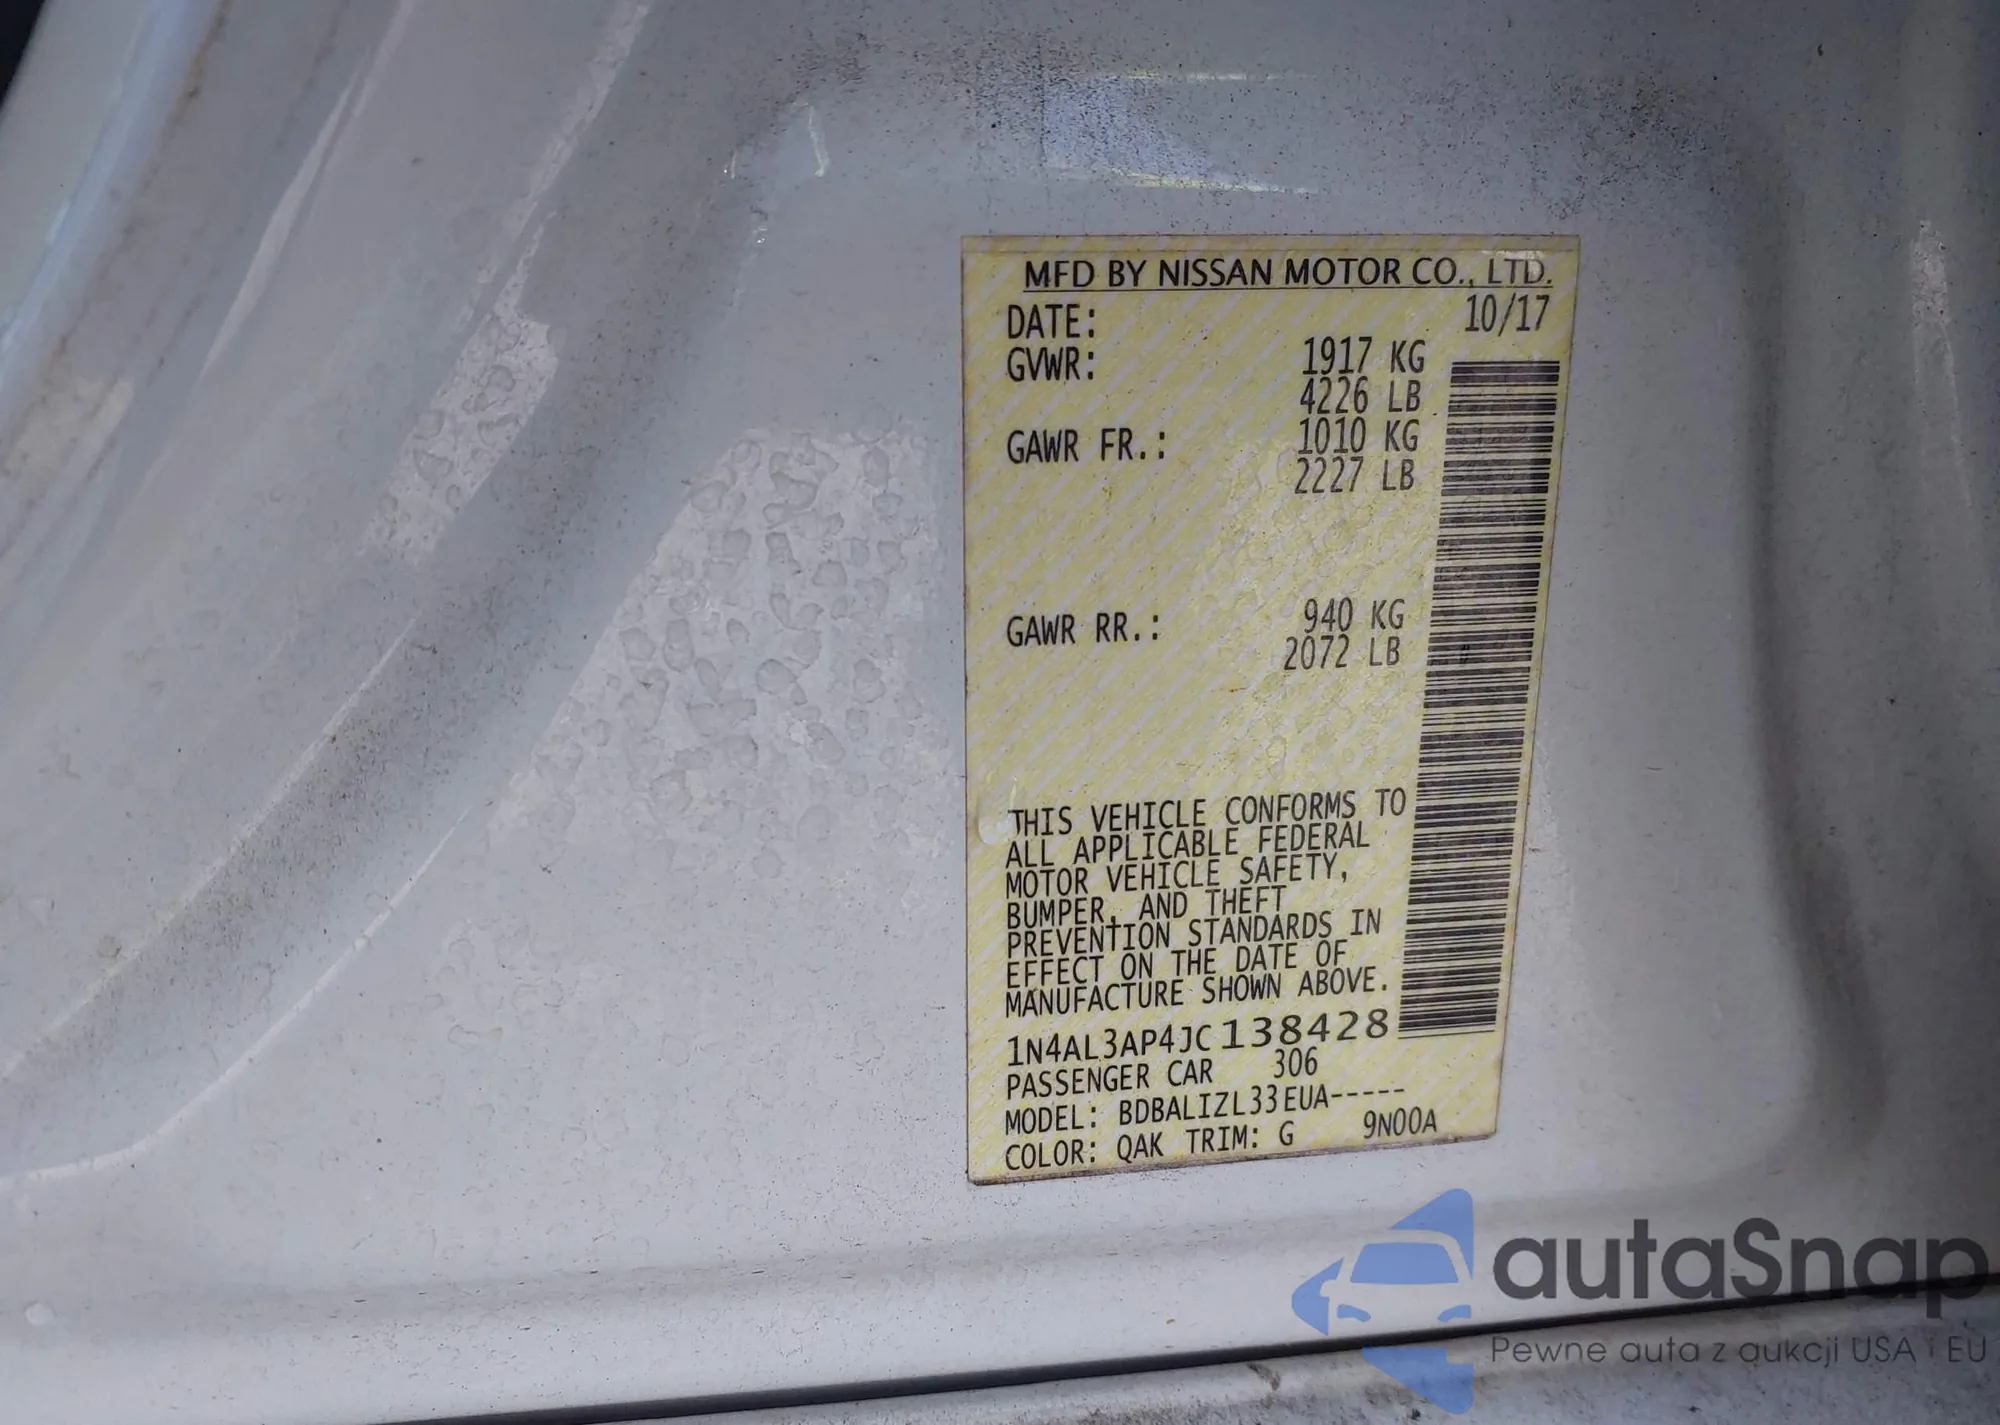 MFD BY NISSAN MOTOR CO., LTD.
DATE: 10/17
GVWR: 1917 KG
4226 LB
GAWR FR.: 1010 KG
2227 LB
GAWR RR.: 940 KG
2072 LB
THIS VEHICLE CONFORMS TO
ALL APPLICABLE FEDERAL
MOTOR VEHICLE SAFETY,
BUMPER, AND THEFT
PREVENTION STANDARDS IN
EFFECT ON THE DATE OF
MANUFACTURE SHOWN ABOVE.
1N4AL3AP4JC138428
PASSENGER CAR 306
MODEL: BDBALIZL33EUA-----
COLOR: QAK TRIM: G 9N00A
autaSnap
Pewne auta z aukcji USA i EU